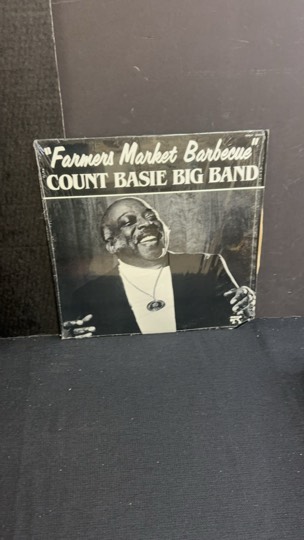 "Farmers Market Barbecue"
COUNT BASIE BIG BAND